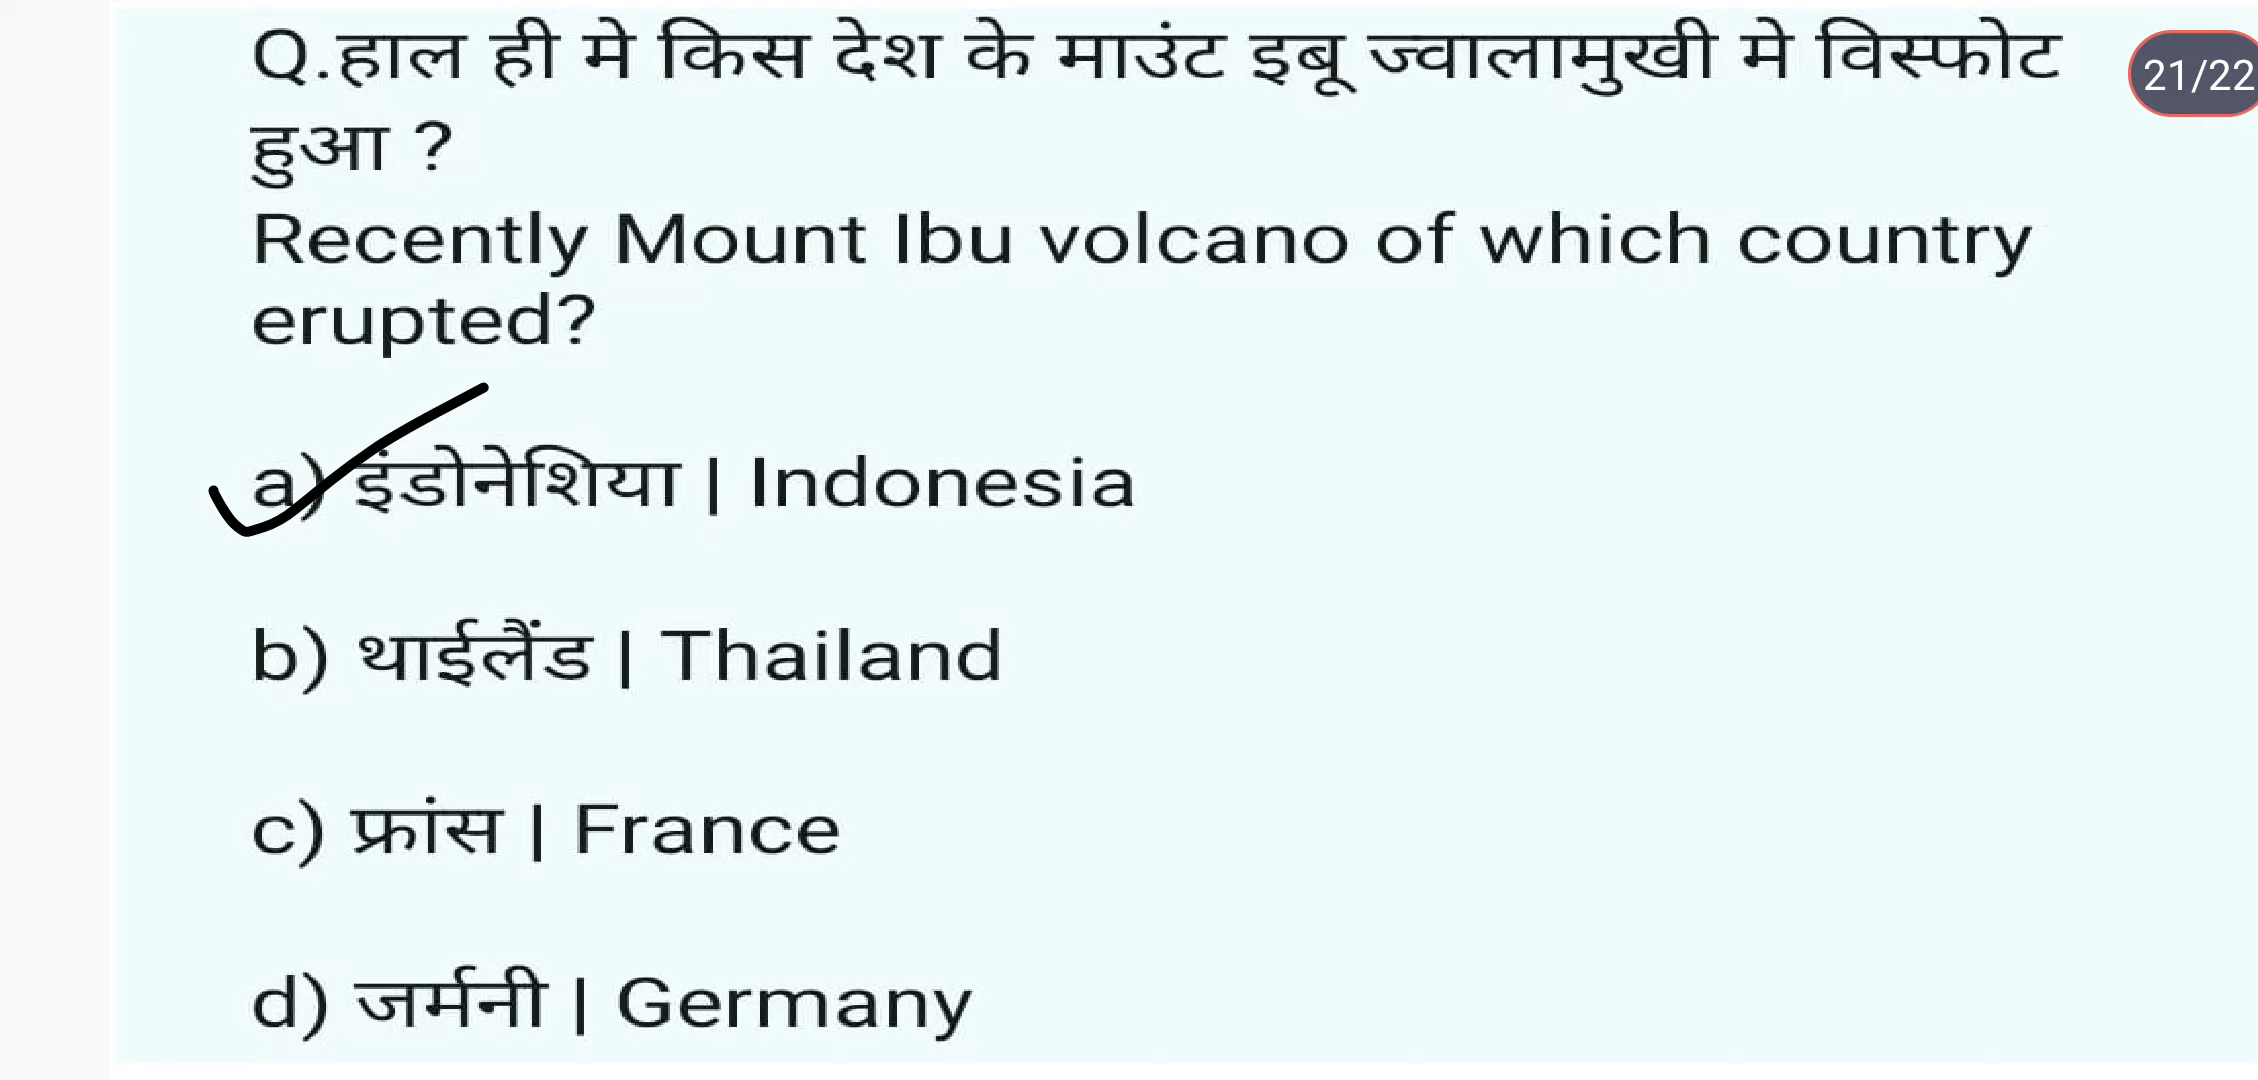 Q.हाल ही मे किस देश के माउंट इबू ज्वालामुखी मे विस्फोट
21/22
हुआ ?
Recently Mount Ibu volcano of which country
erupted?
a) इंडोनेशिया | Indonesia
b) थाईलैंड | Thailand
c) फ्रांस | France
d) जर्मनी | Germany